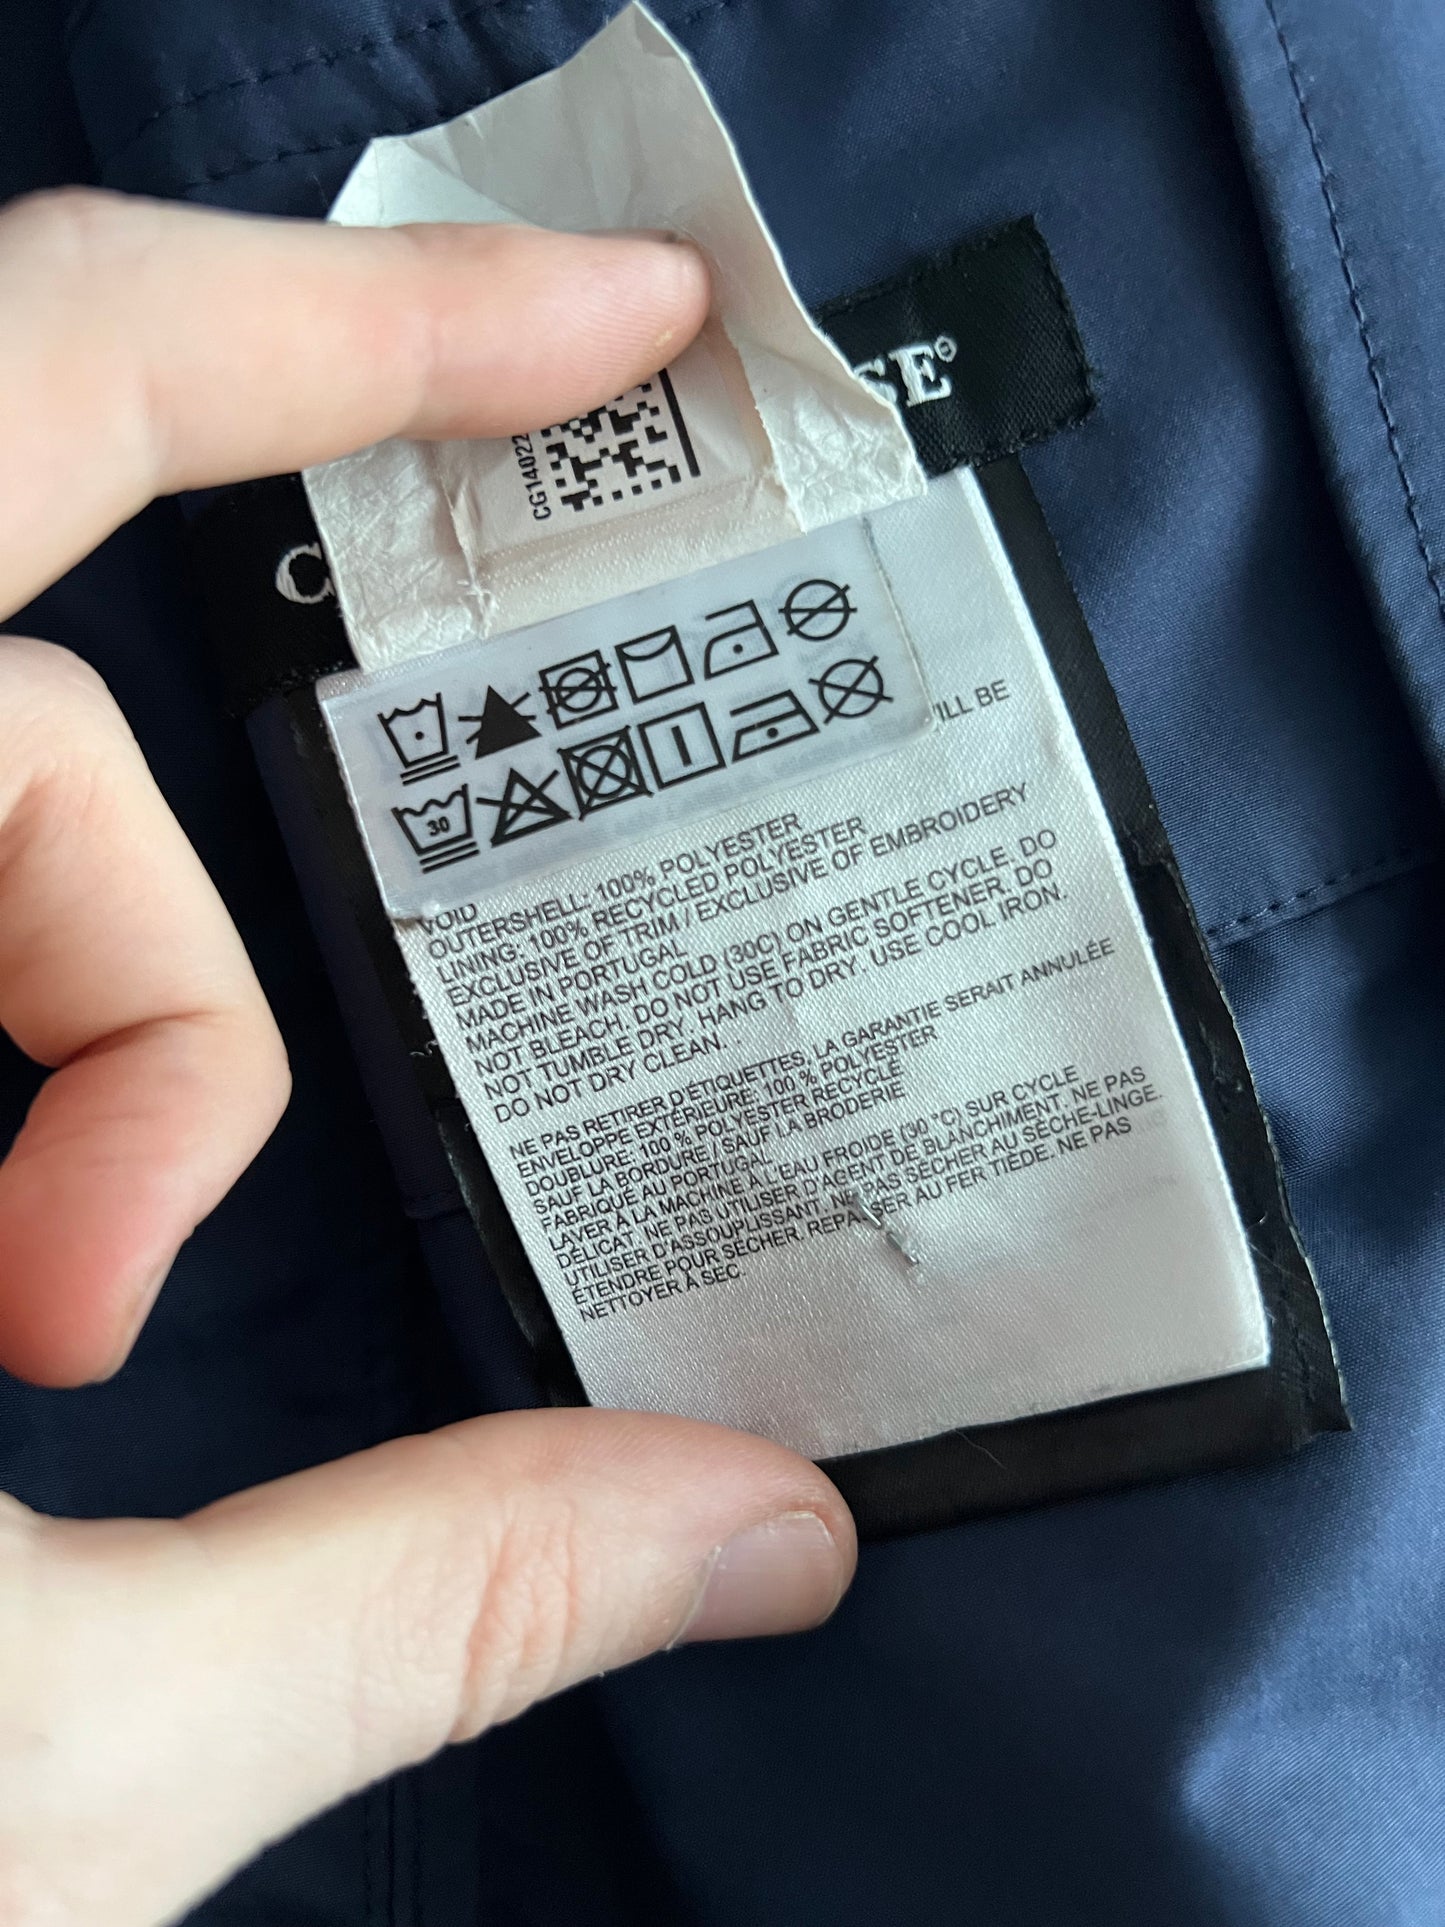 SE®
CG14022
C
30
ILL BE
VOID
OUTERSHELL: 100% POLYESTER
LINING: 100% RECYCLED POLYESTER
EXCLUSIVE OF TRIM / EXCLUSIVE OF EMBROIDERY
MADE IN PORTUGAL
MACHINE WASH COLD (30C) ON GENTLE CYCLE. DO
NOT BLEACH. DO NOT USE FABRIC SOFTENER. DO
NOT TUMBLE DRY. HANG TO DRY. USE COOL IRON.
DO NOT DRY CLEAN.
NE PAS RETIRER D'ÉTIQUETTES, LA GARANTIE SERAIT ANNULÉE
ENVELOPPE EXTÉRIEURE: 100 % POLYESTER
DOUBLURE: 100 % POLYESTER RECYCLÉ
SAUF LA BORDURE / SAUF LA BRODERIE
FABRIQUÉ AU PORTUGAL
LAVER À LA MACHINE À L'EAU FROIDE (30 °C) SUR CYCLE
DÉLICAT. NE PAS UTILISER D'AGENT DE BLANCHIMENT. NE PAS
UTILISER D'ASSOUPLISSANT. NE PAS SÉCHER AU SÈCHE-LINGE.
ÉTENDRE POUR SÉCHER. REPASSER AU FER TIÈDE. NE PAS
NETTOYER À SEC.